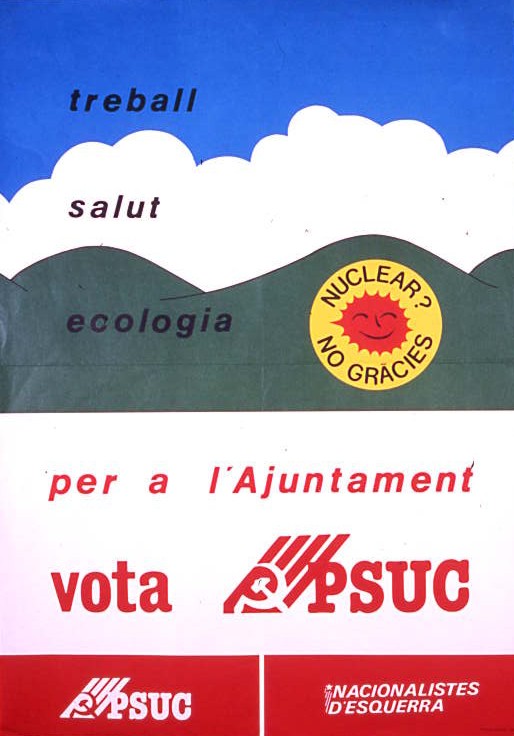 treball
salut
ecologia
NUCLEAR?
NO GRÀCIES
per a l´Ajuntament
vota PSUC
PSUC
NACIONALISTES
D'ESQUERRA